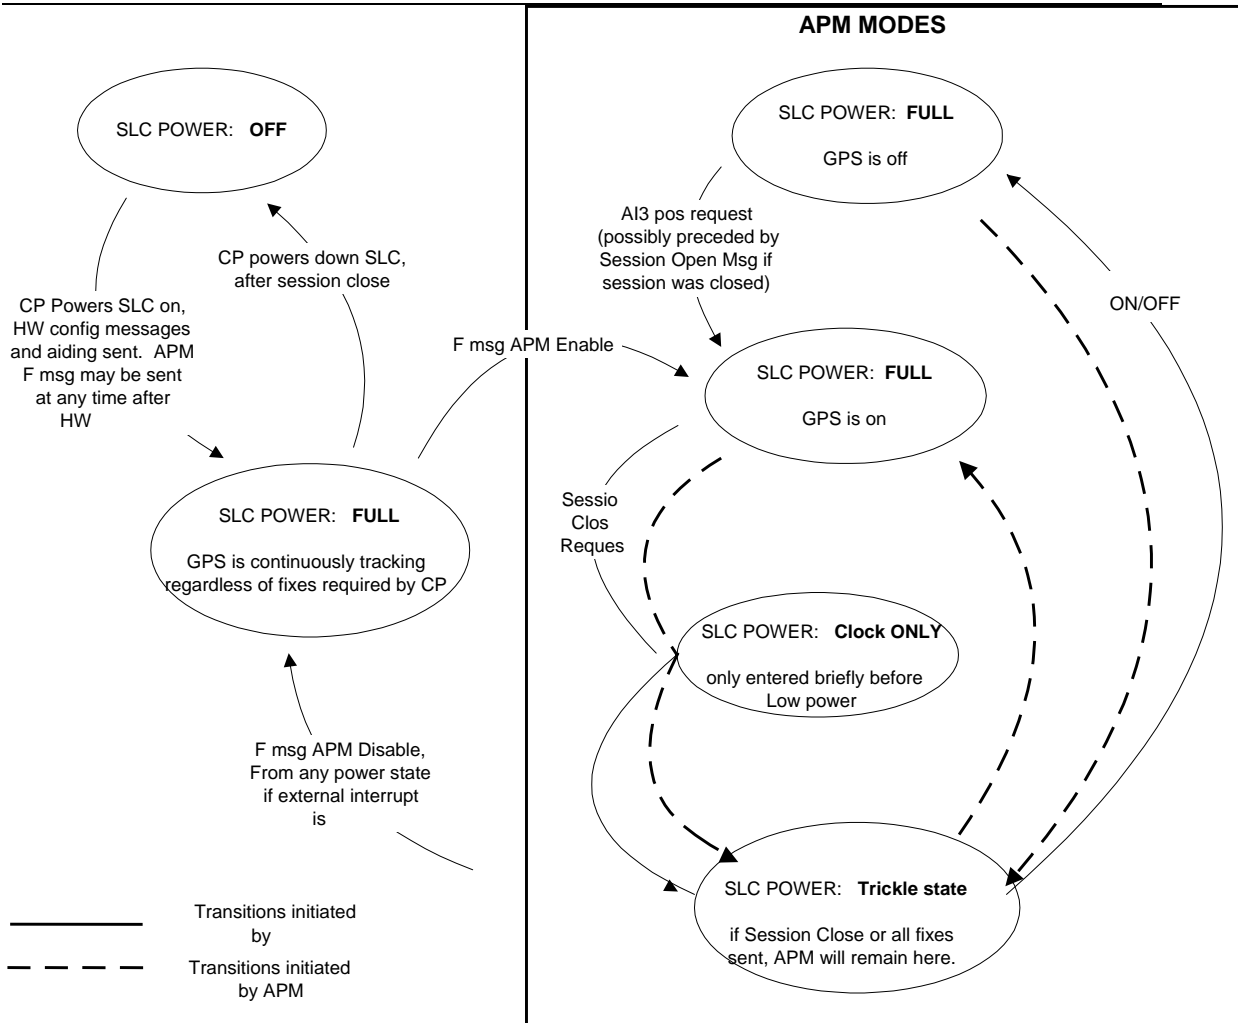 APM MODES
SLC POWER: OFF
SLC POWER: FULL
GPS is off
AI3 pos request
(possibly preceded by
Session Open Msg if
session was closed)
CP powers down SLC,
after session close
CP Powers SLC on,
HW config messages
and aiding sent. APM
F msg may be sent
at any time after
HW
ON/OFF
F msg APM Enable
SLC POWER: FULL
GPS is on
SLC POWER: FULL
GPS is continuously tracking
regardless of fixes required by CP
Sessio
Clos
Reques
SLC POWER: Clock ONLY
only entered briefly before
Low power
F msg APM Disable,
From any power state
if external interrupt
is
SLC POWER: Trickle state
if Session Close or all fixes
sent, APM will remain here.
Transitions initiated
by
Transitions initiated
by APM